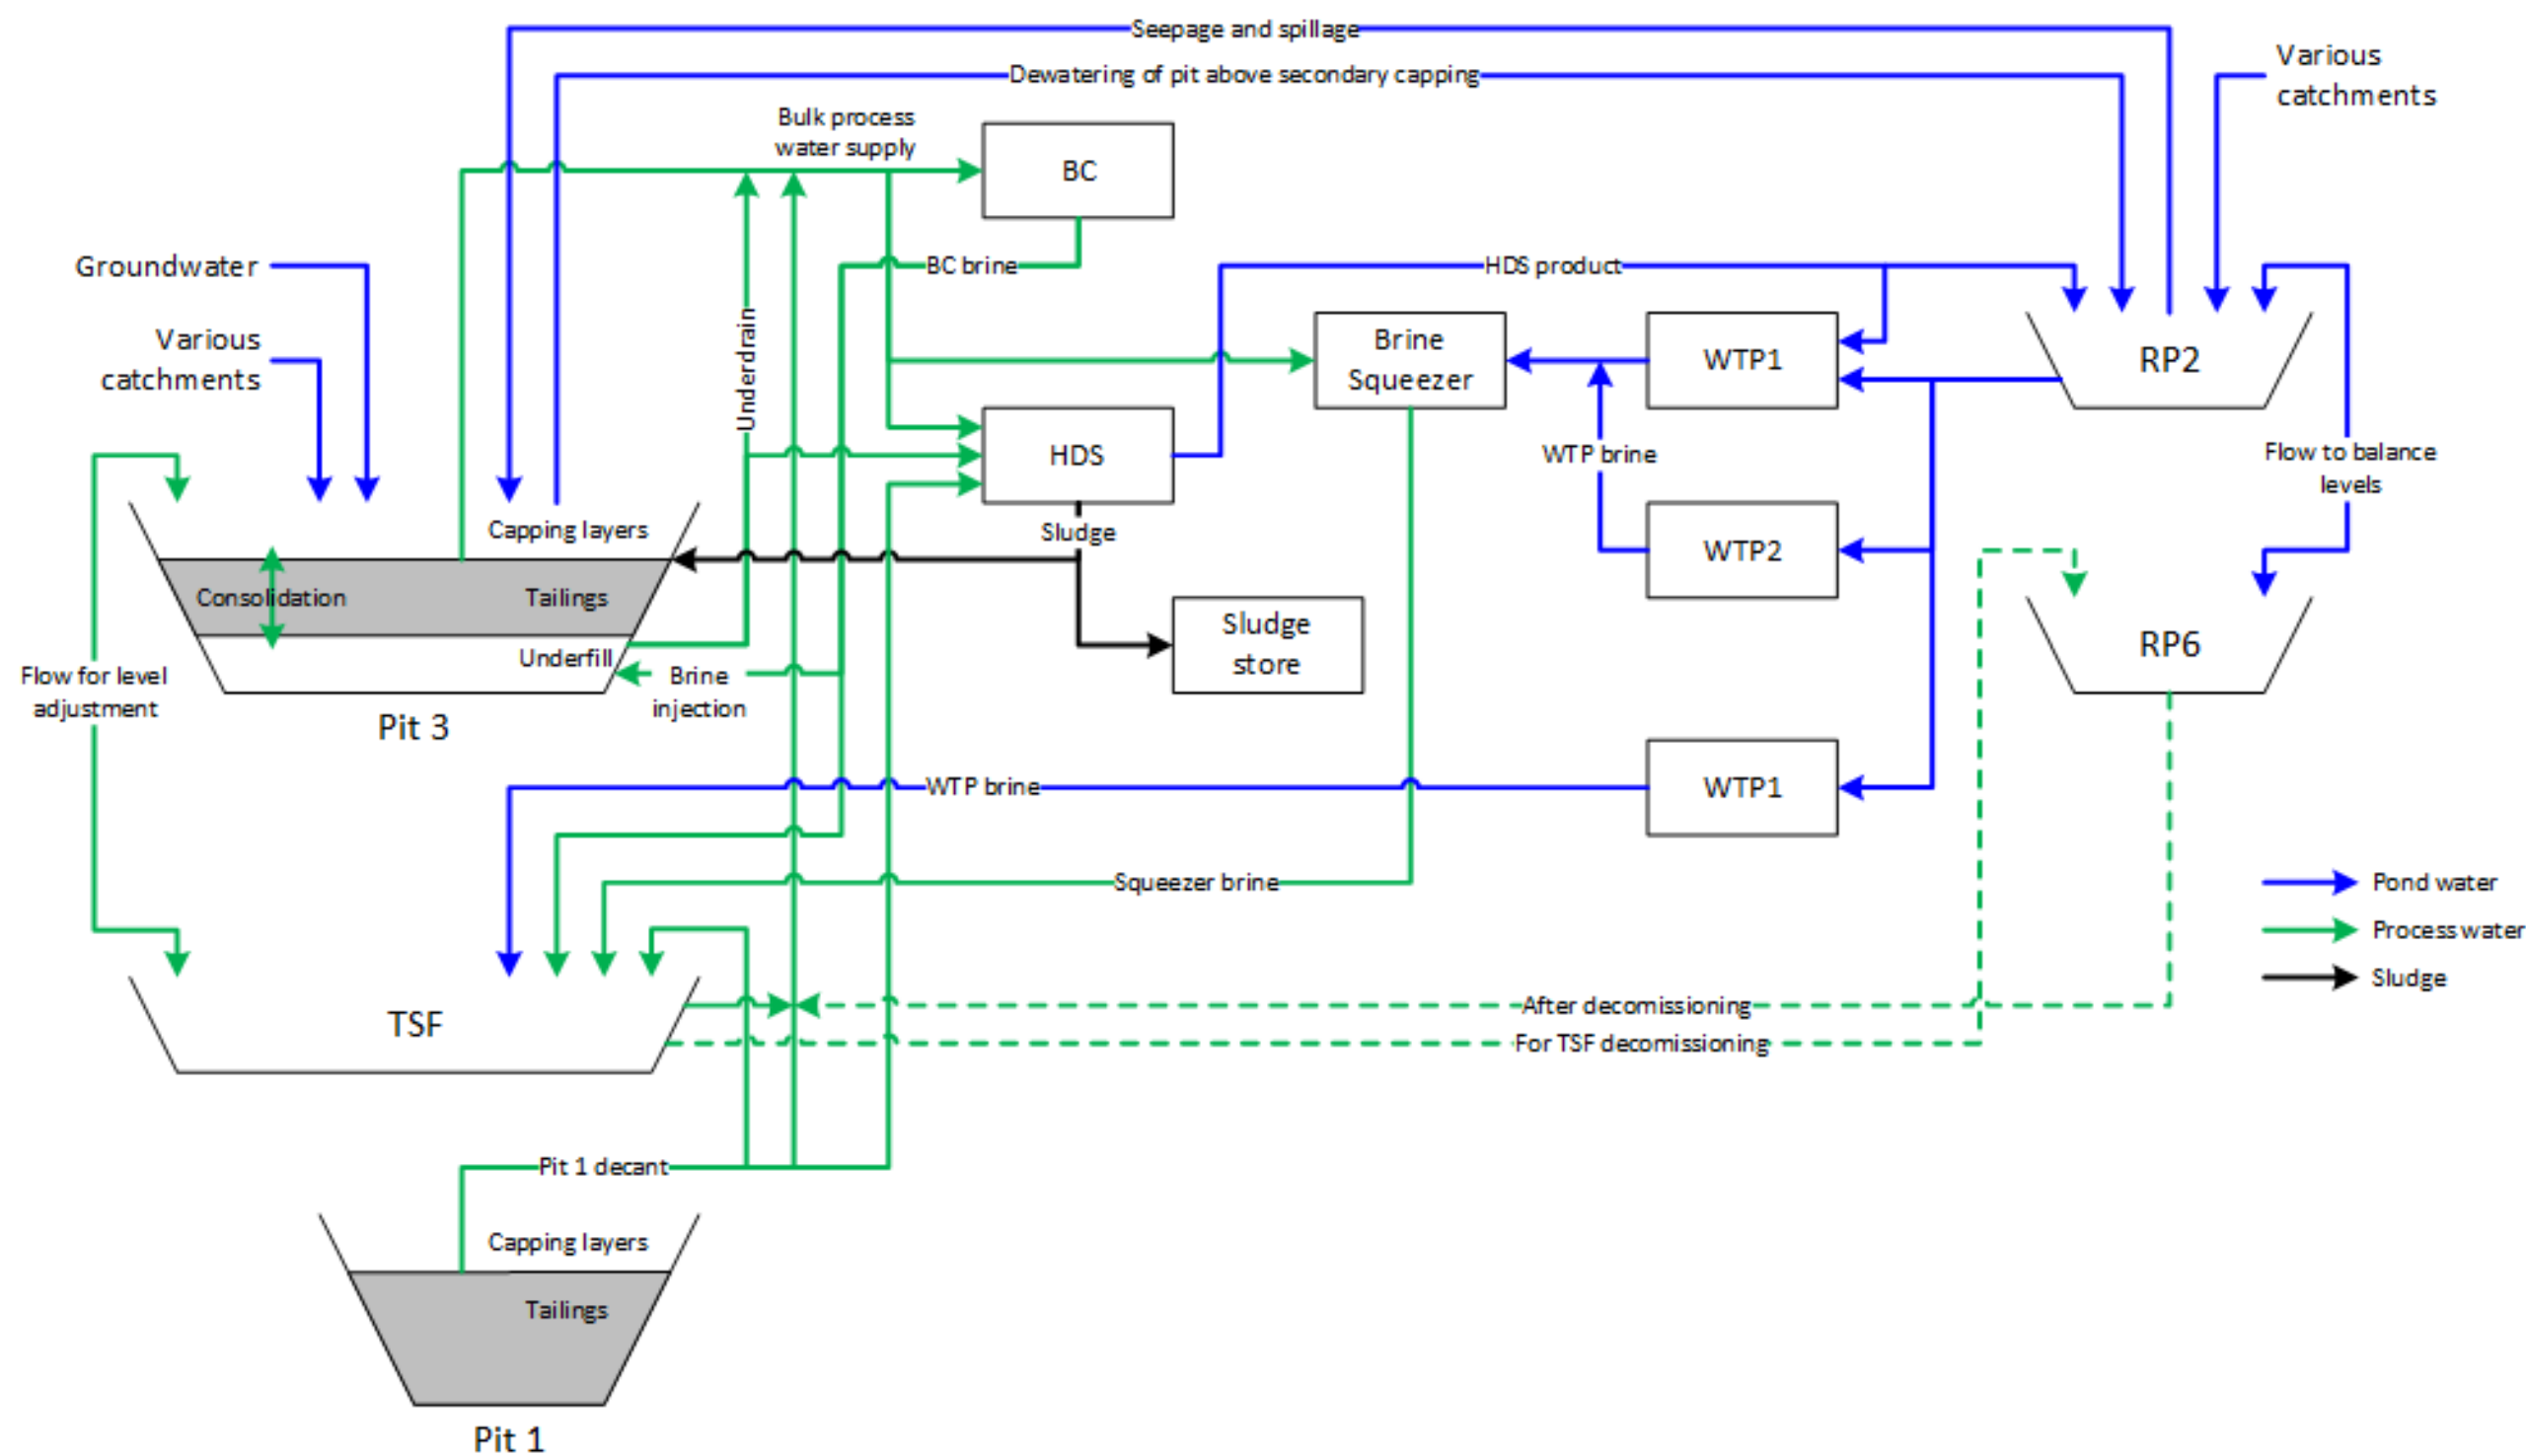 Seepage and spillage
Various
catchments
Dewatering of pit above secondary capping
Bulk process
water supply
BC
Groundwater
BC brine
HDS product
Various
catchments
Underdrain
Brine
Squeezer
WTP1
RP2
HDS
WTP brine
Flow to balance
levels
Capping layers
Sludge
WTP2
Consolidation
Tailings
Sludge
store
RP6
Underfill
Flow for level
adjustment
Brine
injection
Pit 3
WTP brine
WTP1
Squeezer brine
Pond water
Process water
Sludge
TSF
After decomissioning
For TSF decomissioning
Pit 1 decant
Capping layers
Tailings
Pit 1